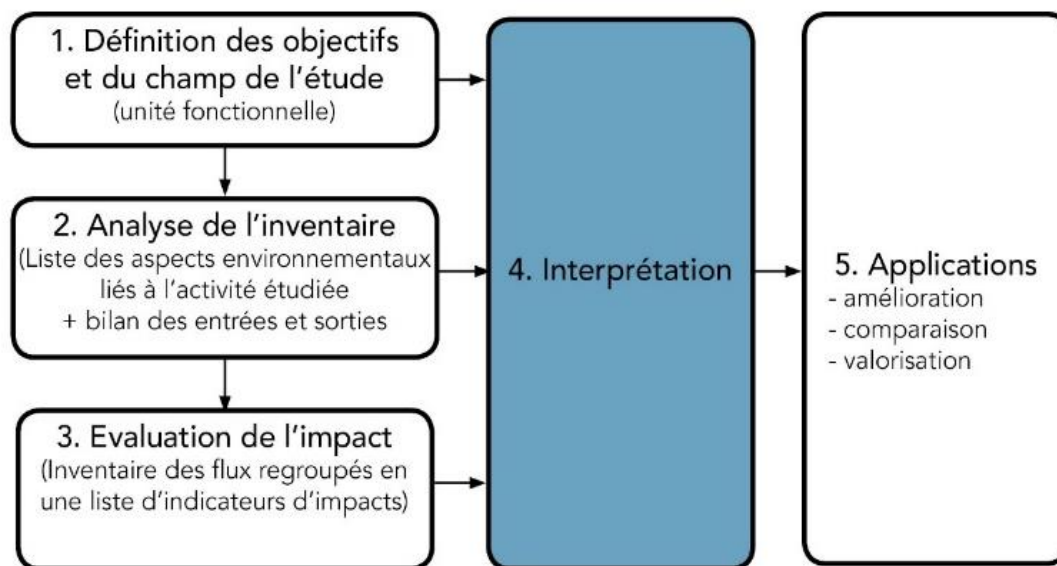 1. Définition des objectifs
et du champ de l'étude
(unité fonctionnelle)
2. Analyse de l'inventaire
(Liste des aspects environnementaux
liés à l'activité étudiée
+ bilan des entrées et sorties
3. Evaluation de l'impact
(Inventaire des flux regroupés en
une liste d'indicateurs d'impacts)
4. Interprétation
5. Applications
- amélioration
- comparaison
- valorisation